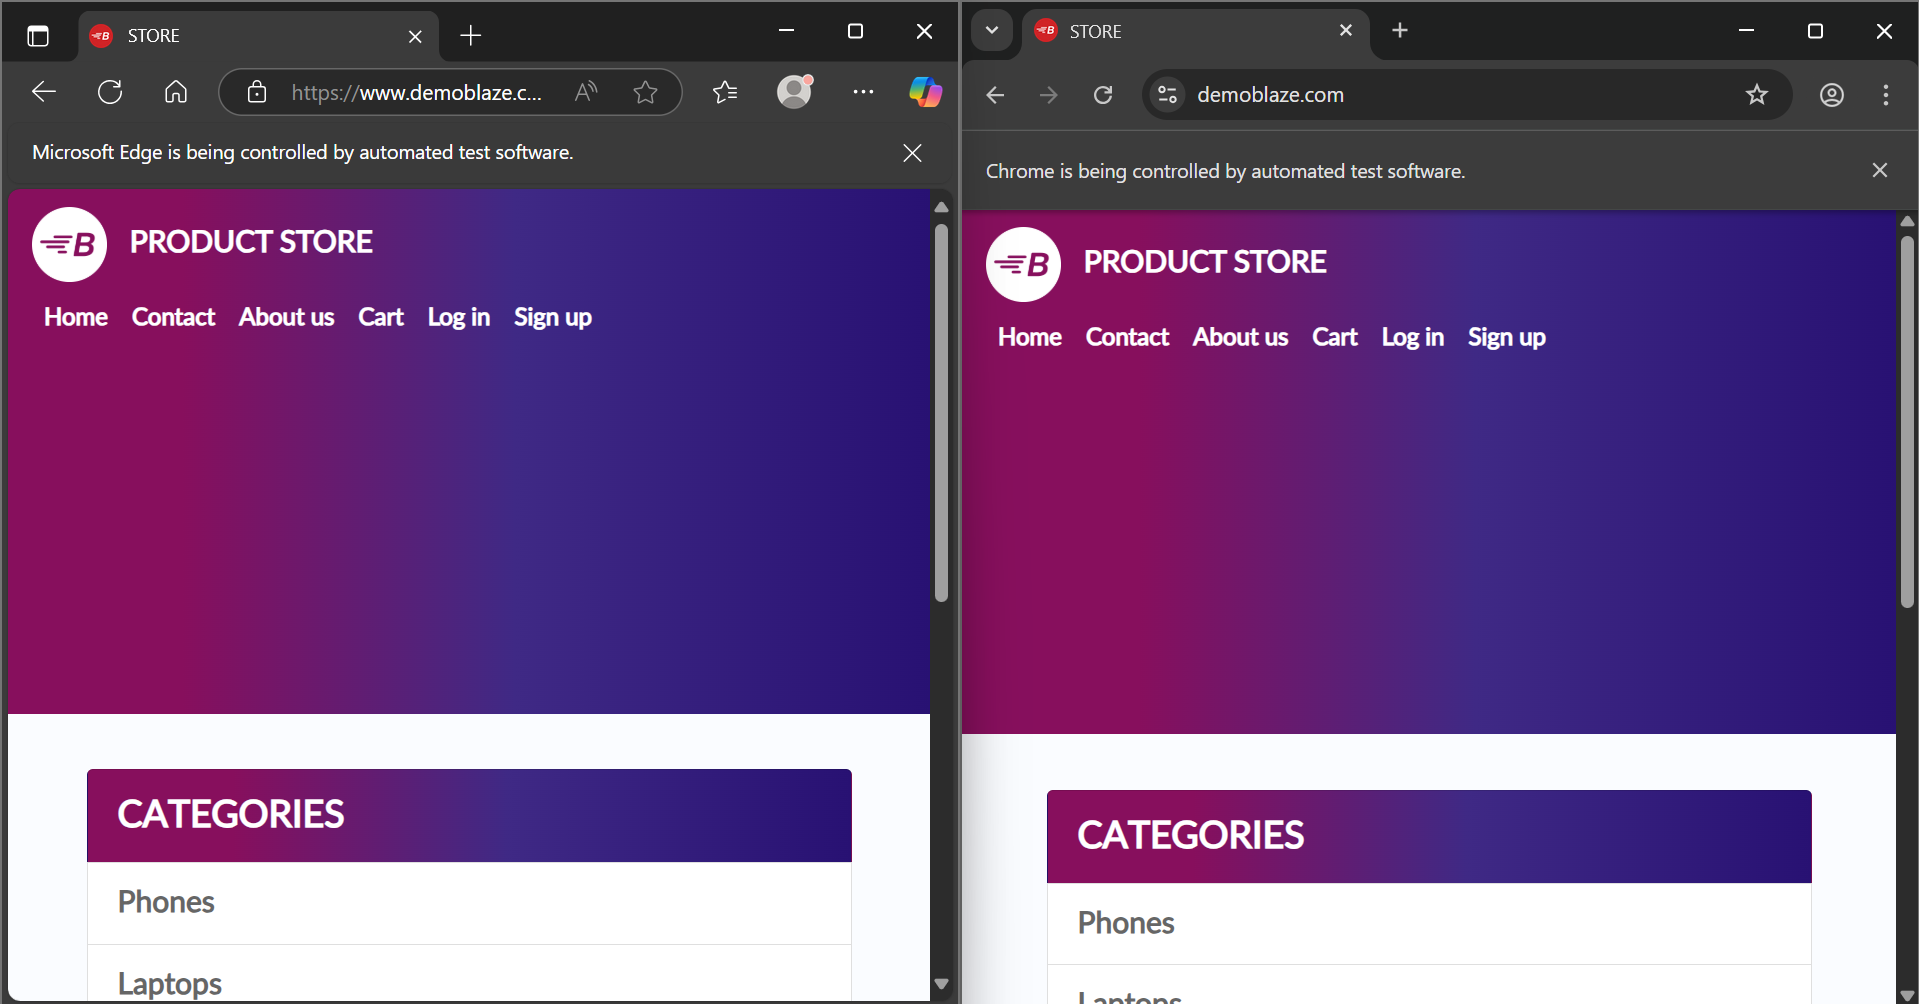 STORE
https://www.demoblaze.c...
Microsoft Edge is being controlled by automated test software.
B PRODUCT STORE
Home Contact About us Cart Log in Sign up
CATEGORIES
Phones
Laptops
STORE
demoblaze.com
Chrome is being controlled by automated test software.
B PRODUCT STORE
Home Contact About us Cart Log in Sign up
CATEGORIES
Phones
Laptops